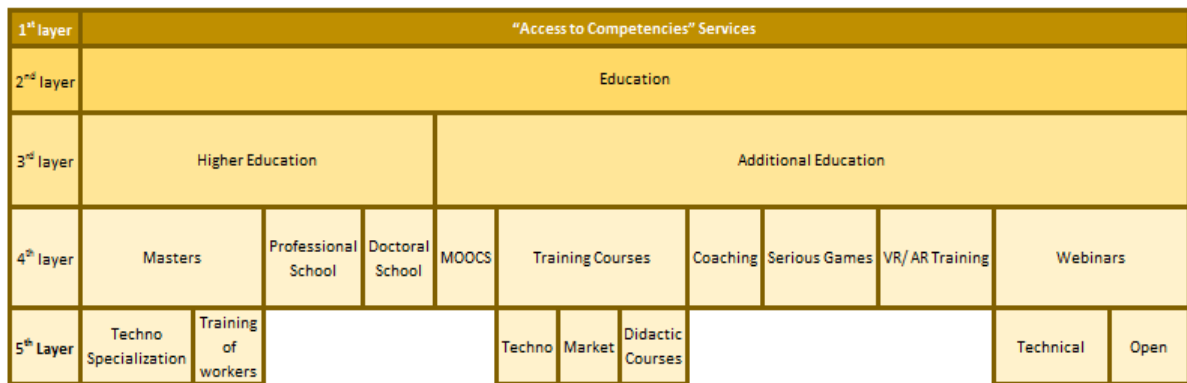 1st layer
“Access to Competencies” Services
2nd layer
Education
3rd layer
Higher Education
Additional Education
4th layer
Masters
Professional
School
Doctoral
School
MOOCS
Training Courses
Coaching
Serious Games
VR/ AR Training
Webinars
5th Layer
Techno
Specialization
Training
of
workers
Techno
Market
Didactic
Courses
Technical
Open